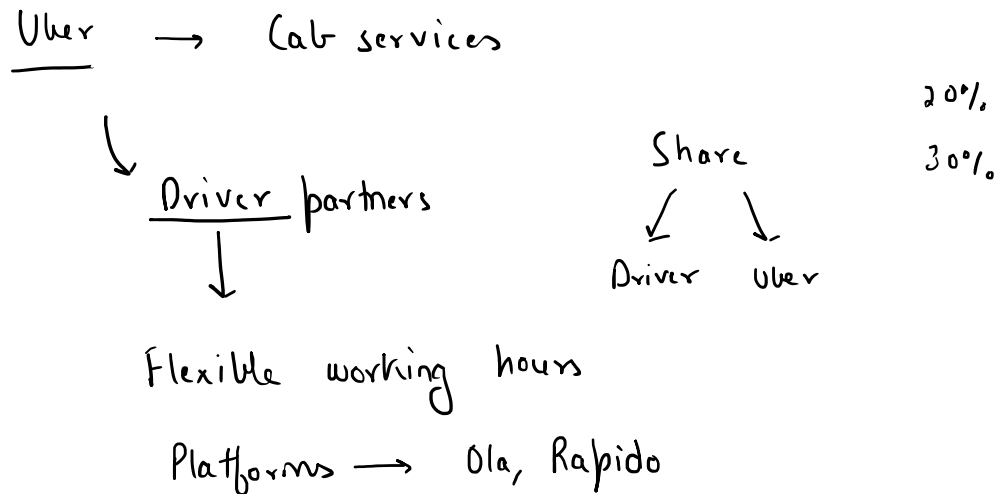 Uber → Cab services
20%
30%
Share
Driver partners
Driver Uber
Flexible working hours
Platforms → Ola, Rapido